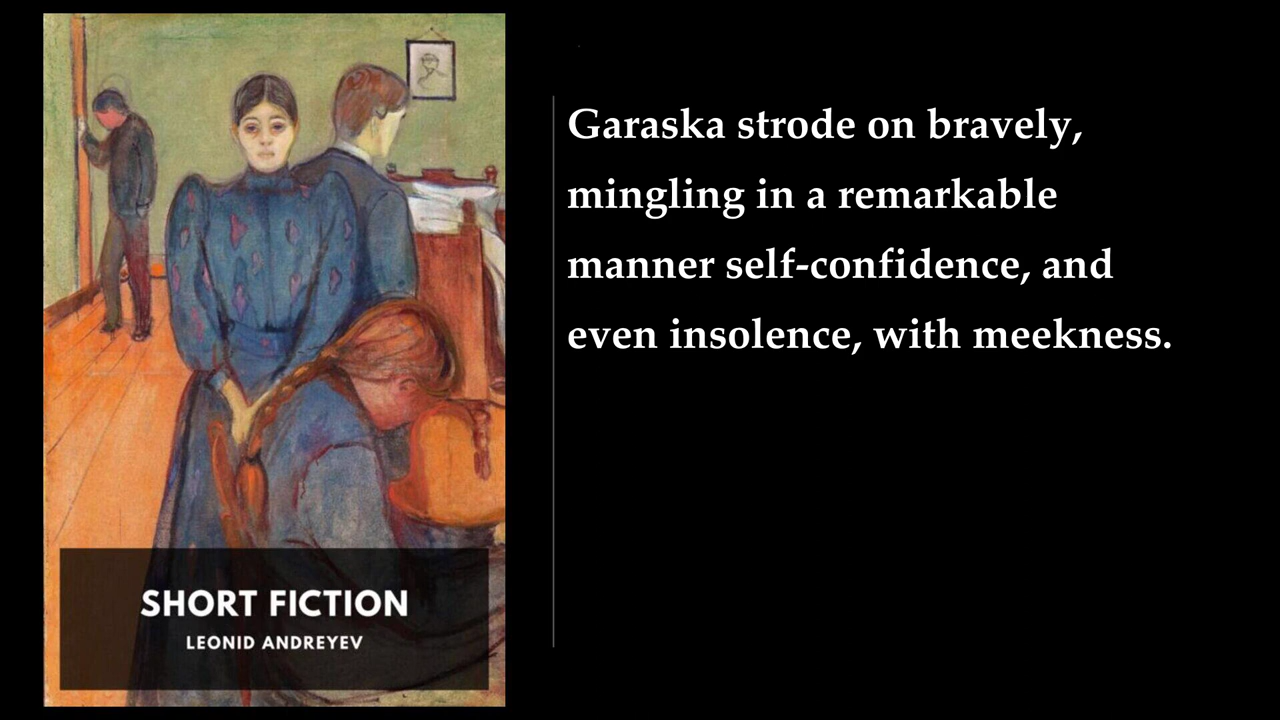 Garaska strode on bravely,
mingling in a remarkable
manner self-confidence, and
even insolence, with meekness.
SHORT FICTION
LEONID ANDREYEV